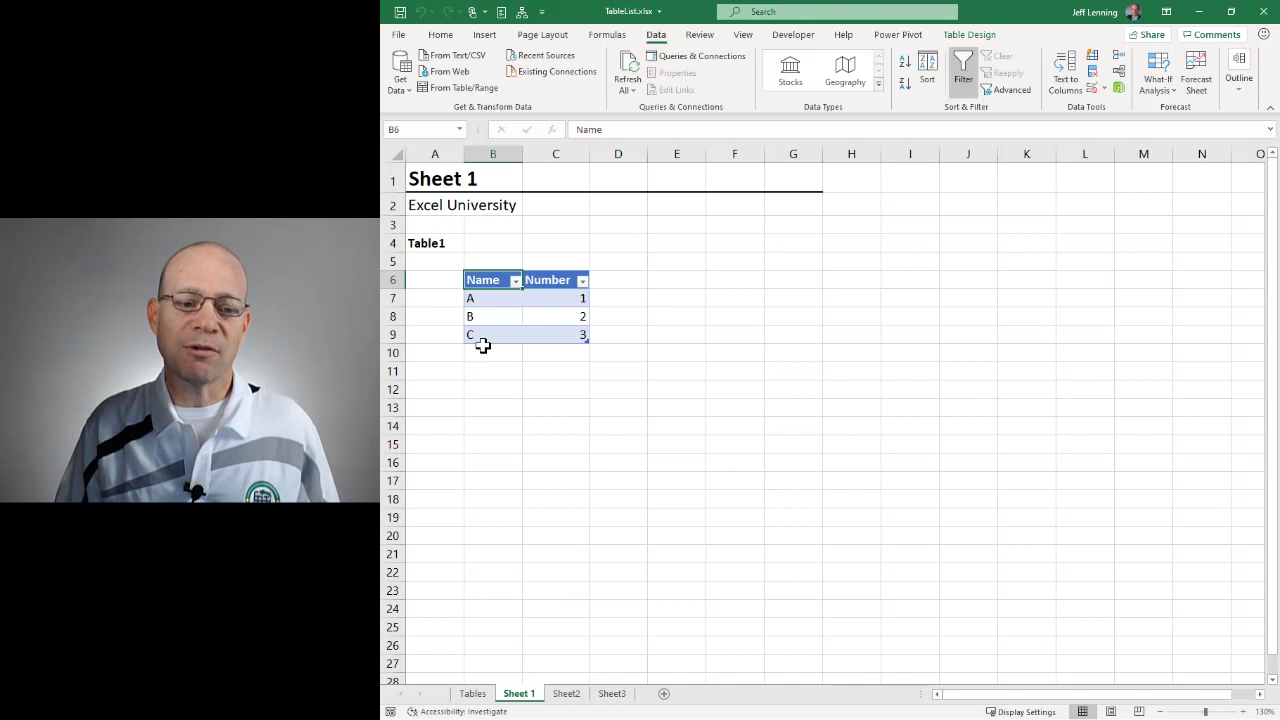 TableList.xlsx
Search
Jeff Lenning
File Home Insert Page Layout Formulas Data Review View Developer Help Power Pivot Table Design
Share
Comments
Get Data
From Text/CSV
From Web
From Table/Range
Recent Sources
Existing Connections
Get & Transform Data
Refresh All
Queries & Connections
Properties
Edit Links
Queries & Connections
Stocks
Geography
Data Types
Sort
Filter
Clear
Reapply
Advanced
Sort & Filter
Text to Columns
Data Tools
What-If Analysis
Forecast Sheet
Forecast
Outline
B6
Name
A B C D E F G H I J K L M N O
1 Sheet 1
2 Excel University
3
4 Table1
5
6 Name Number
7 A 1
8 B 2
9 C 3
10
11
12
13
14
15
16
17
18
19
20
21
22
23
24
25
26
27
28
Tables Sheet 1 Sheet2 Sheet3
Accessibility: Investigate
Display Settings
130%